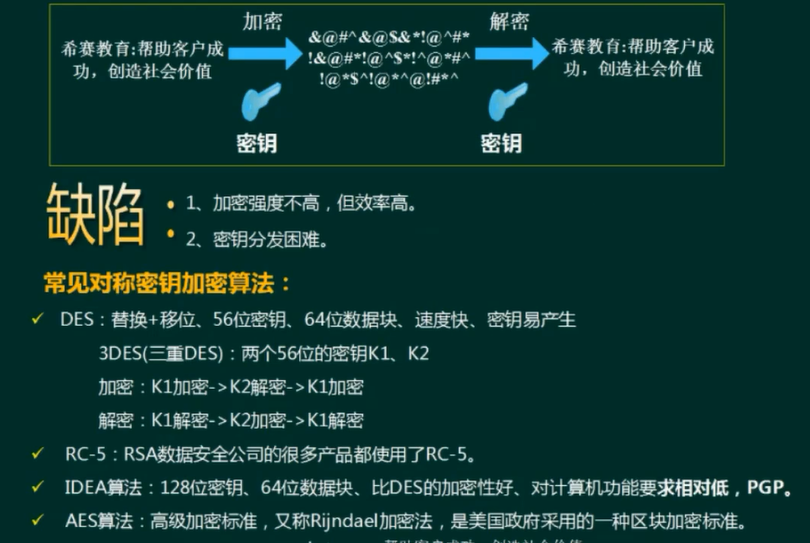 加密
解密
希赛教育:帮助客户成
功，创造社会价值
&@#^&@$&*!@^#*
!&@#*!@^$*!^@*#^
!@*$^!@*^@!#*^
希赛教育:帮助客户成
功，创造社会价值
密钥
密钥
缺陷
• 1、加密强度不高，但效率高。
• 2、密钥分发困难。
常见对称密钥加密算法：
✓ DES：替换+移位、56位密钥、64位数据块、速度快、密钥易产生
3DES(三重DES)：两个56位的密钥K1、K2
加密：K1加密->K2解密->K1加密
解密：K1解密->K2加密->K1解密
✓ RC-5：RSA数据安全公司的很多产品都使用了RC-5。
✓ IDEA算法：128位密钥、64位数据块、比DES的加密性好、对计算机功能要求相对低，PGP。
✓ AES算法：高级加密标准，又称Rijndael加密法，是美国政府采用的一种区块加密标准。
帮助客户成功，创造社会价值